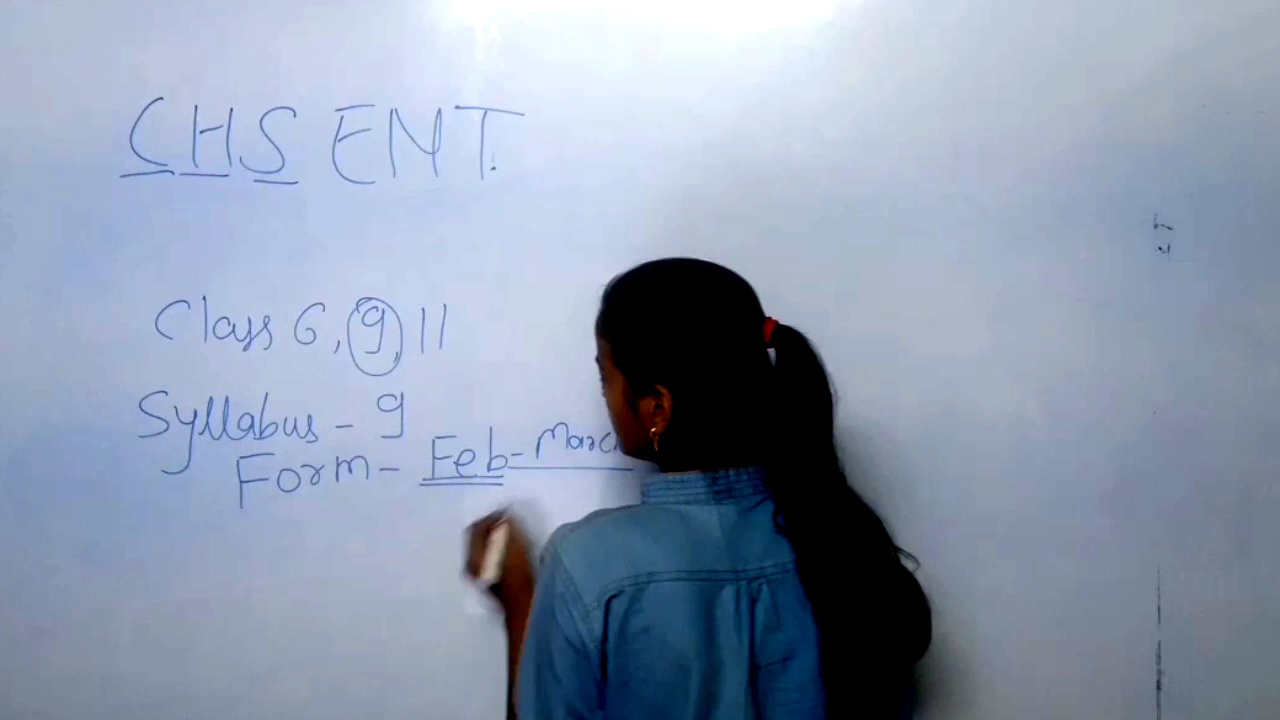 CHS ENT.
Class 6, 9, 11
Syllabus - 9
Form - Feb - March